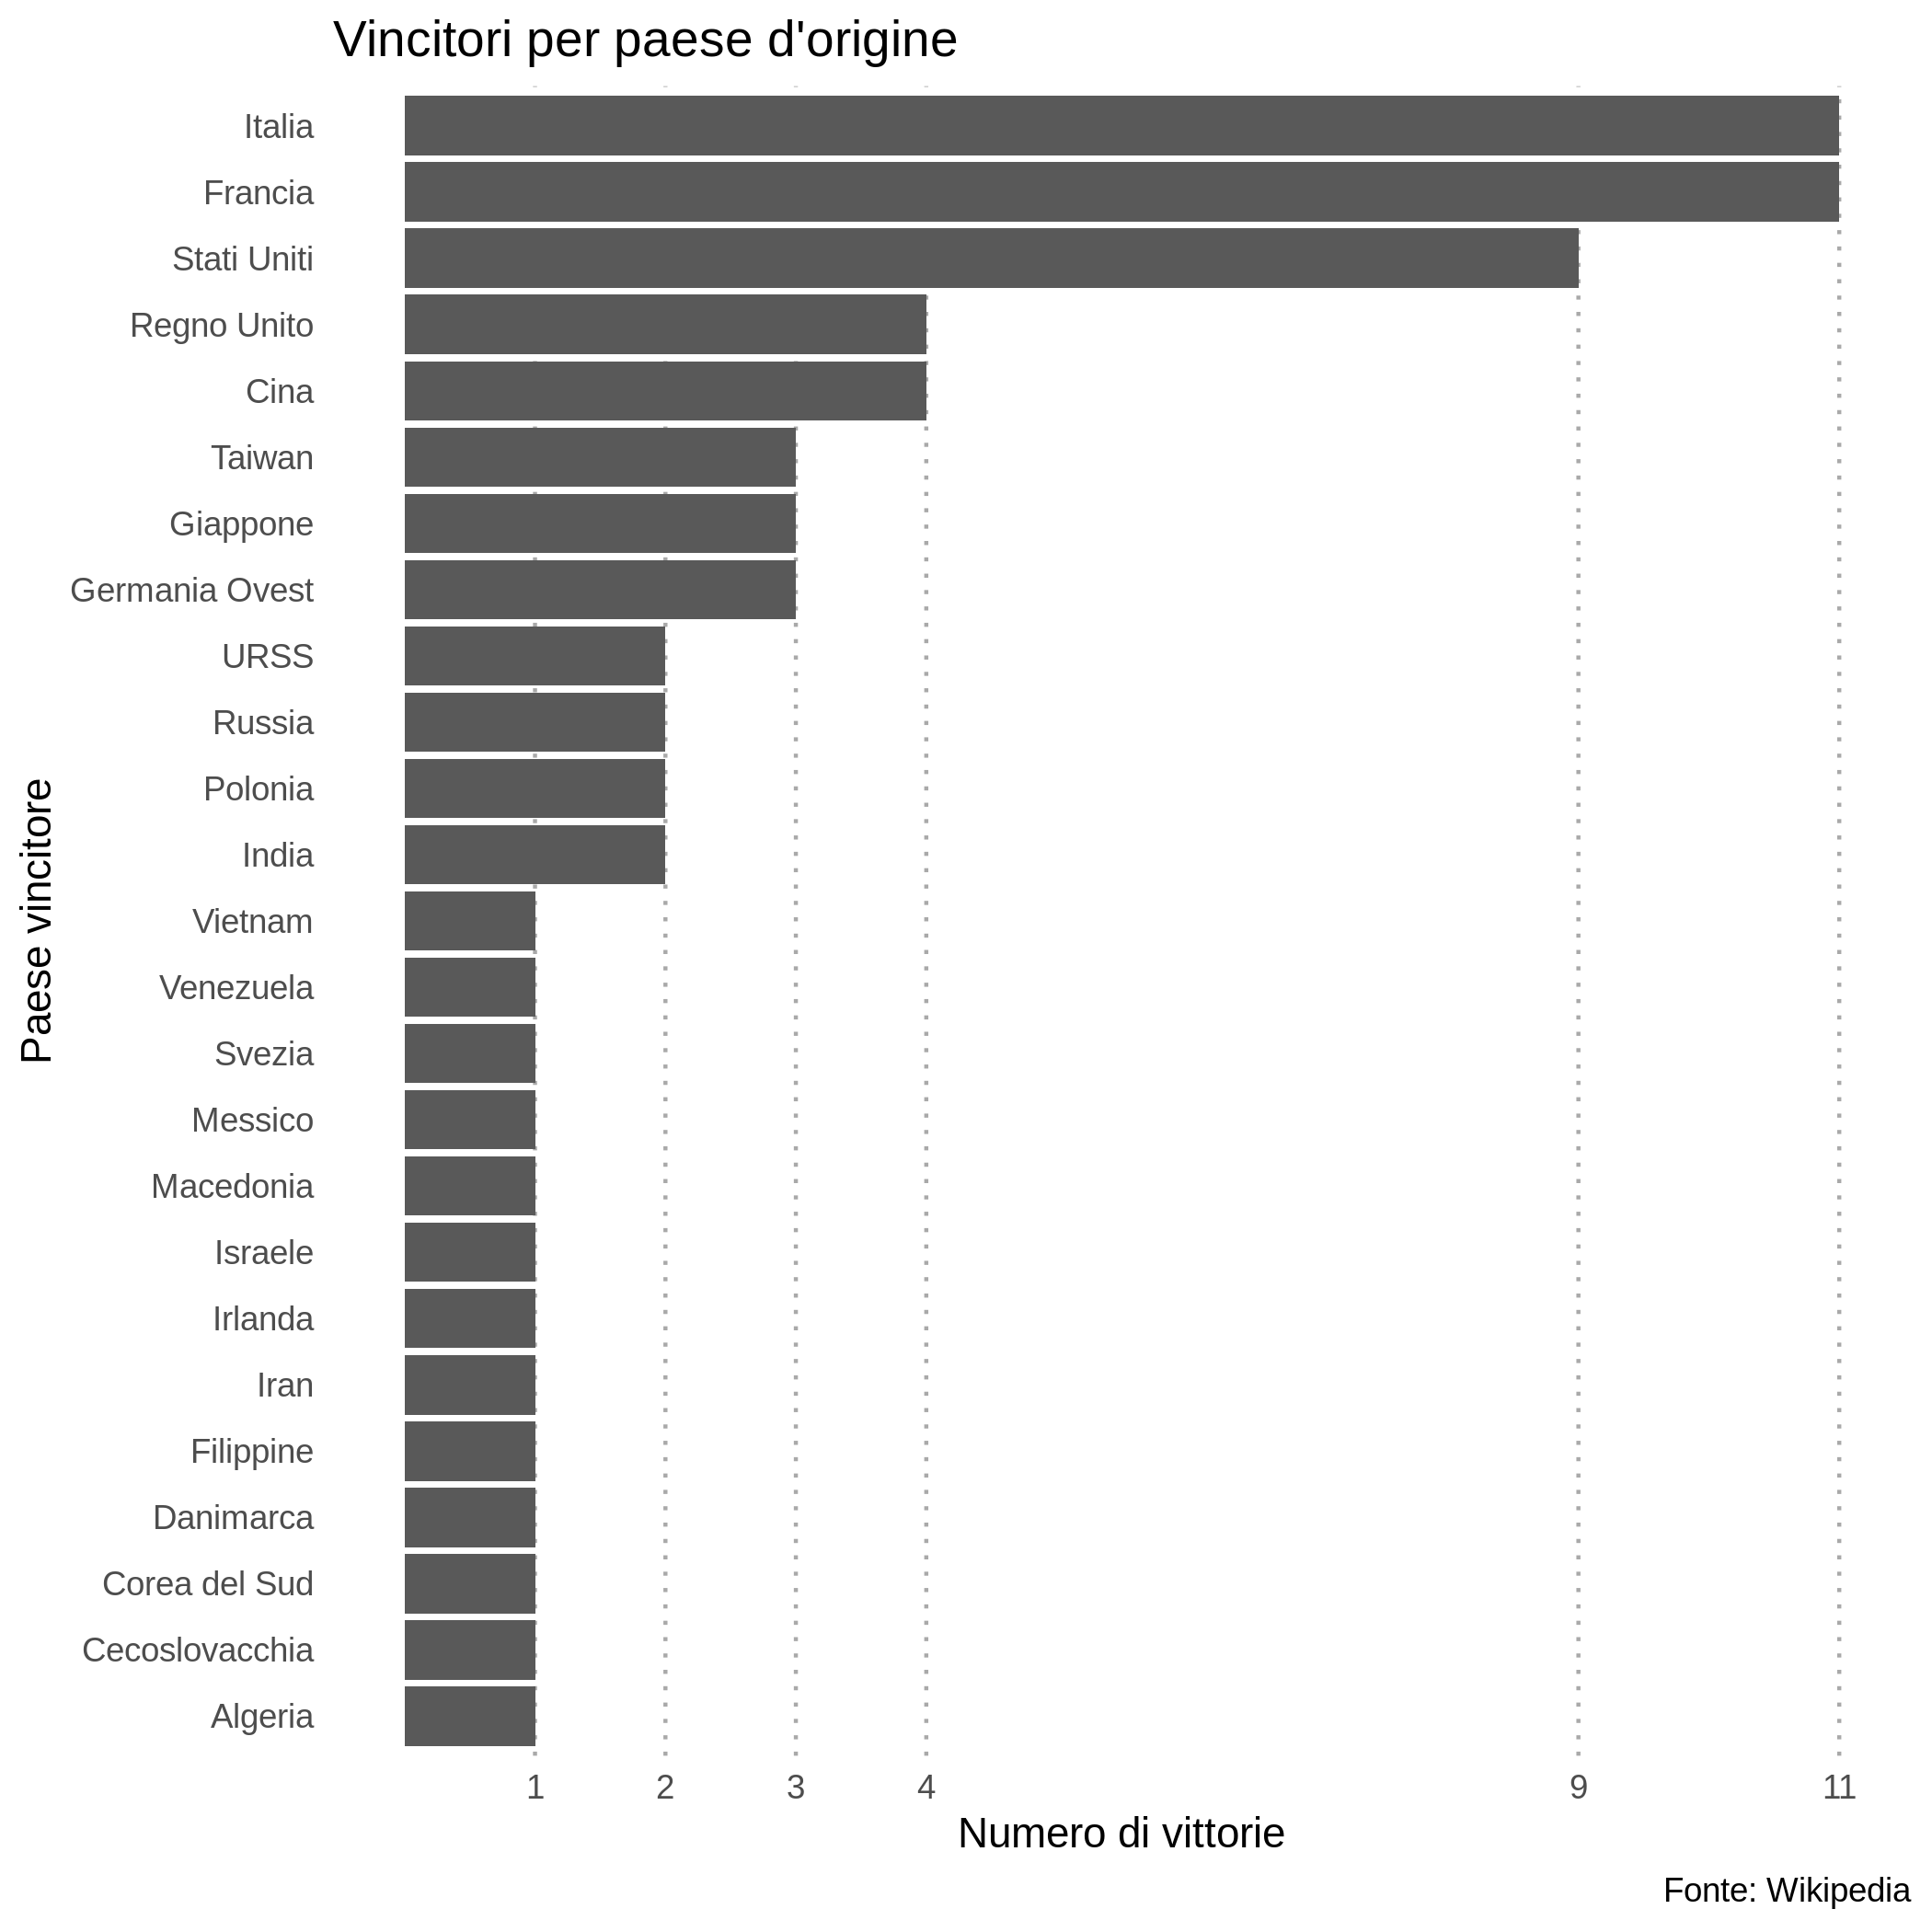 Vincitori per paese d'origine
Italia
Francia
Stati Uniti
Regno Unito
Cina
Taiwan
Giappone
Germania Ovest
URSS
Russia
Polonia
India
Vietnam
Venezuela
Svezia
Messico
Macedonia
Israele
Irlanda
Iran
Filippine
Danimarca
Corea del Sud
Cecoslovacchia
Algeria
Paese vincitore
1 2 3 4 9 11
Numero di vittorie
Fonte: Wikipedia